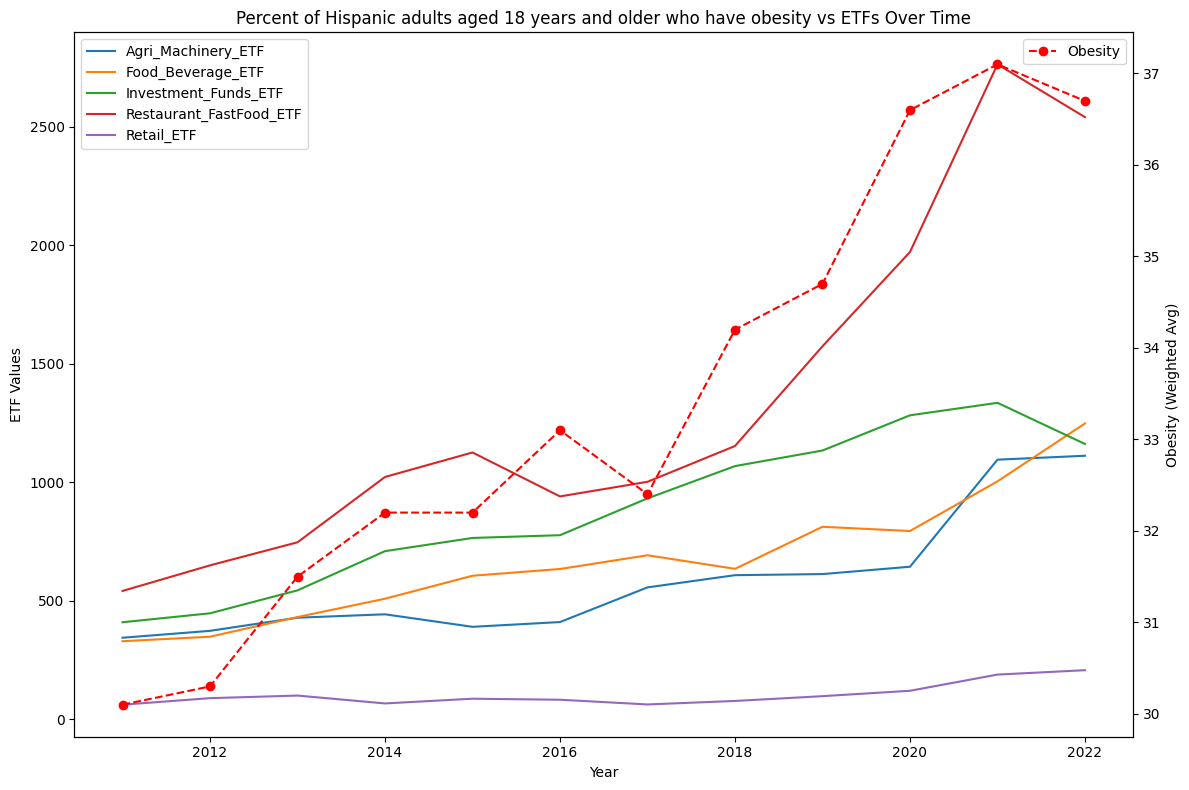 Percent of Hispanic adults aged 18 years and older who have obesity vs ETFs Over Time
Agri_Machinery_ETF
Food_Beverage_ETF
Investment_Funds_ETF
Restaurant_FastFood_ETF
Retail_ETF
Obesity
ETF Values
2500
2000
1500
1000
500
0
37
36
35
34
33
32
31
30
Obesity (Weighted Avg)
2012 2014 2016 2018 2020 2022
Year